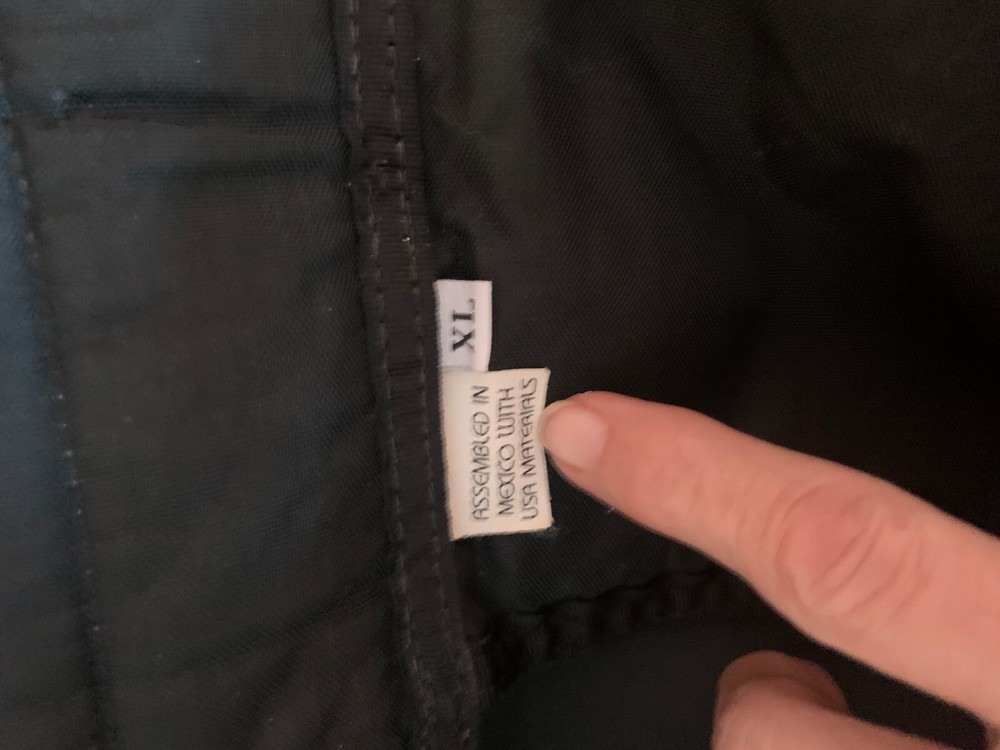 XL
ASSEMBLED IN
MEXICO WITH
USA MATERIALS